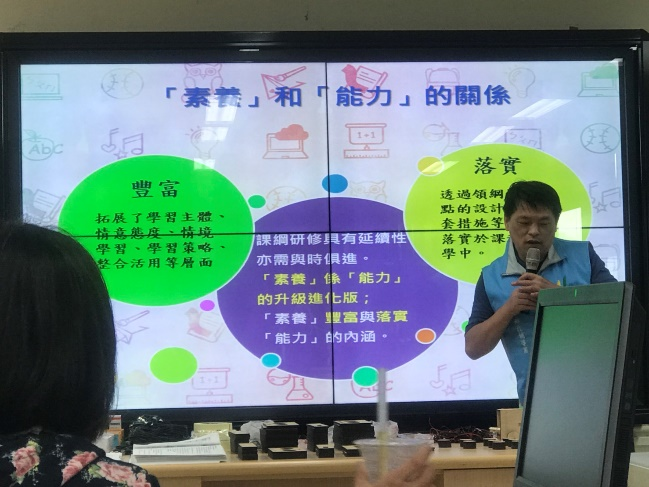 「素養」和「能力」的關係
豐富
拓展了學習主體、
情意態度、情境
學習、學習策略、
整合活用等層面
課綱研修具有延續性
亦需與時俱進。
「素養」係「能力」
的升級進化版；
「素養」豐富與落實
「能力」的內涵。
落實
透過領綱
點的設計
套措施等
落實於課
學中。